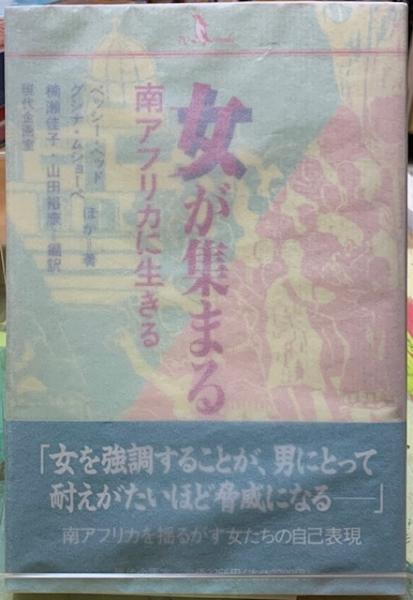 女が集まる
南アフリカに生きる
ベッシー・ヘッド
グシナ・ムショーペ
ほか=著
楠瀬佳子・山田裕康=編訳
現代企画室
「女を強調することが、男にとって
耐えがたいほど脅威になる——」
南アフリカを揺るがす女たちの自己表現